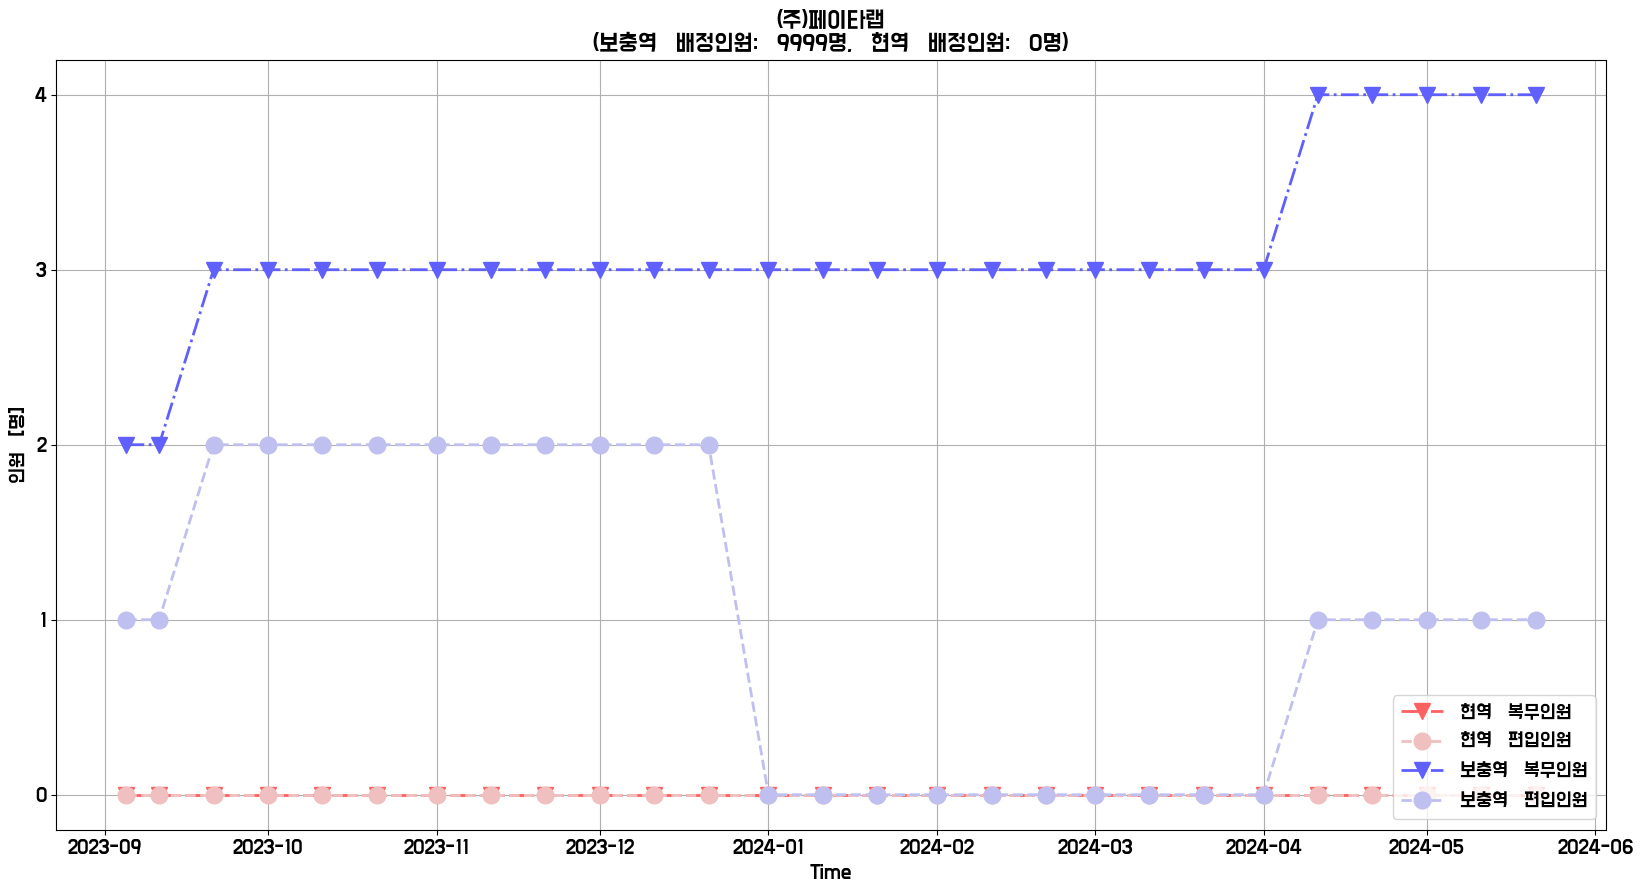 (주)페이타랩
(보충역 배정인원: 9999명, 현역 배정인원: 0명)
4
3
2
1
0
인원 [명]
현역 복무인원
현역 편입인원
보충역 복무인원
보충역 편입인원
2023-09 2023-10 2023-11 2023-12 2024-01 2024-02 2024-03 2024-04 2024-05 2024-06
Time